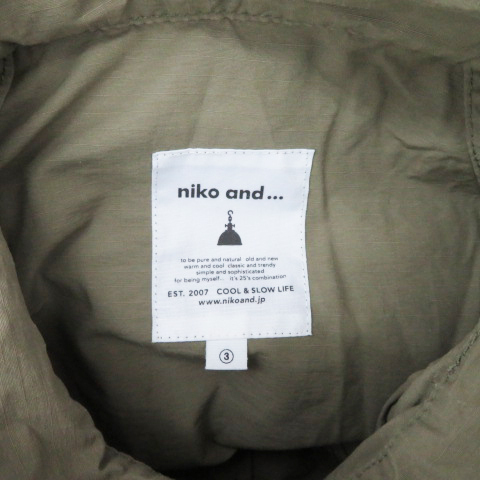 niko and...
to be pure and natural old and new
warm and cool classic and trendy
simple and sophisticated
for being myself... it's 25's combination
EST. 2007 COOL & SLOW LIFE
www.nikoand.jp
③